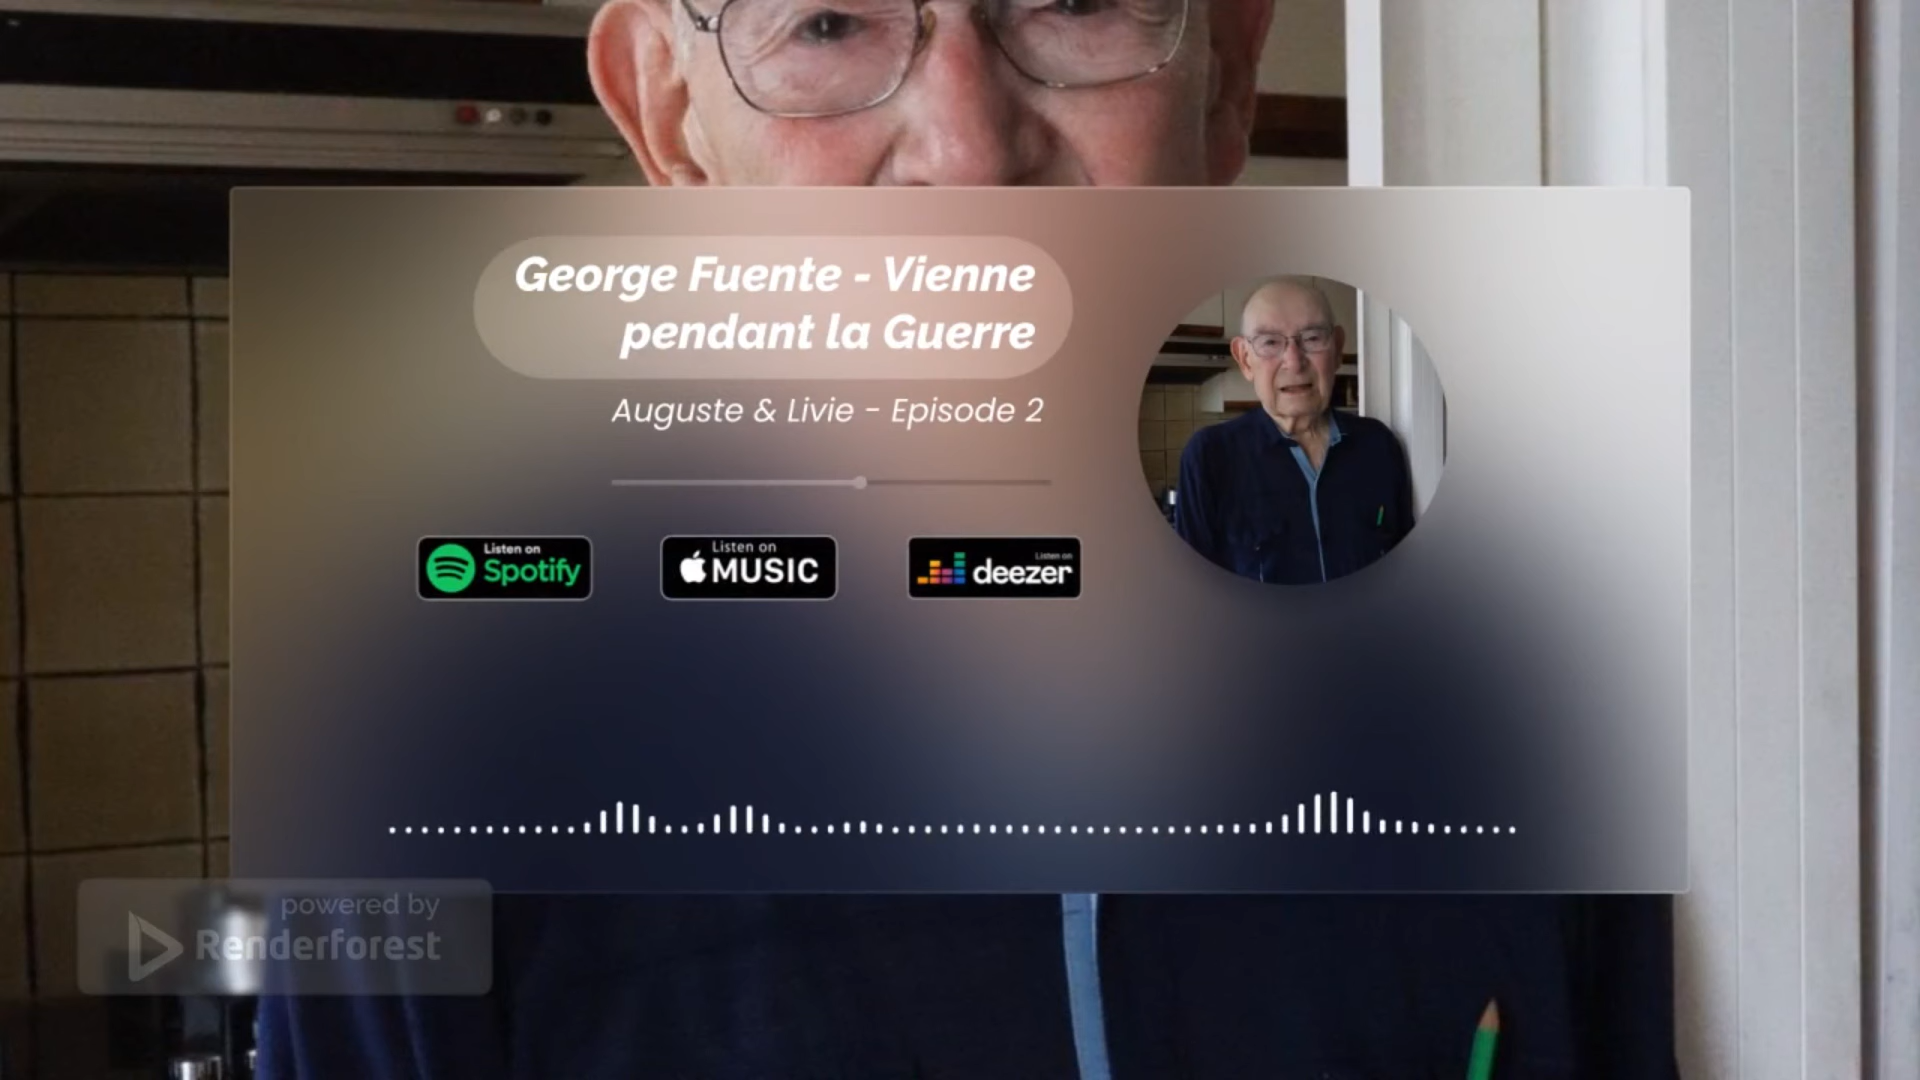 George Fuente - Vienne
pendant la Guerre
Auguste & Livie - Episode 2
Listen on
Spotify
Listen on
MUSIC
Listen on
deezer
powered by
Renderforest